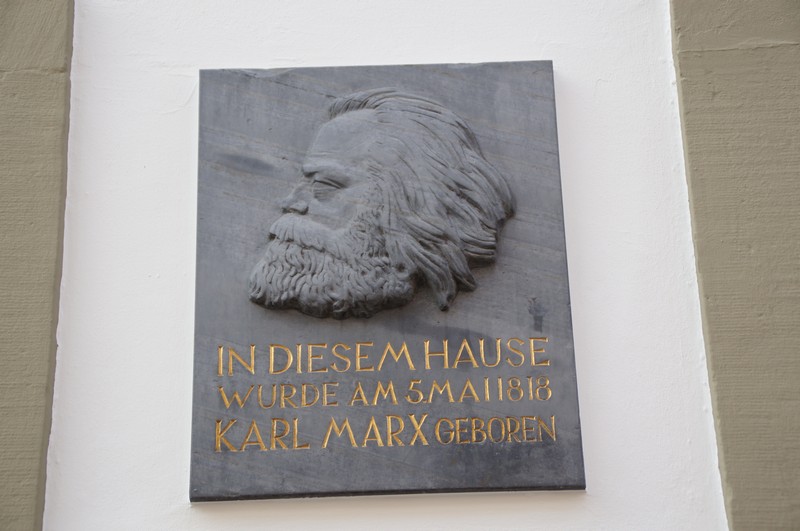 IN DIESEM HAUSE
WURDE AM 5. MAI 1818
KARL MARX GEBOREN